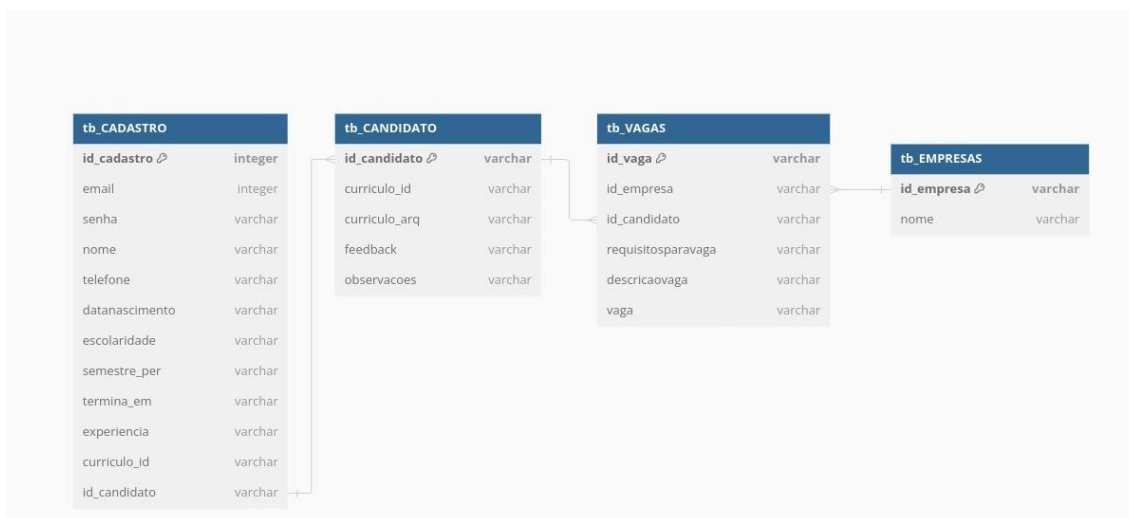 tb_CADASTRO
id_cadastro integer
email integer
senha varchar
nome varchar
telefone varchar
datanascimento varchar
escolaridade varchar
semestre_per varchar
termina_em varchar
experiencia varchar
curriculo_id varchar
id_candidato varchar
tb_CANDIDATO
id_candidato varchar
curriculo_id varchar
curriculo_arq varchar
feedback varchar
observacoes varchar
tb_VAGAS
id_vaga varchar
id_empresa varchar
id_candidato varchar
requisitosparavaga varchar
descricaovaga varchar
vaga varchar
tb_EMPRESAS
id_empresa varchar
nome varchar